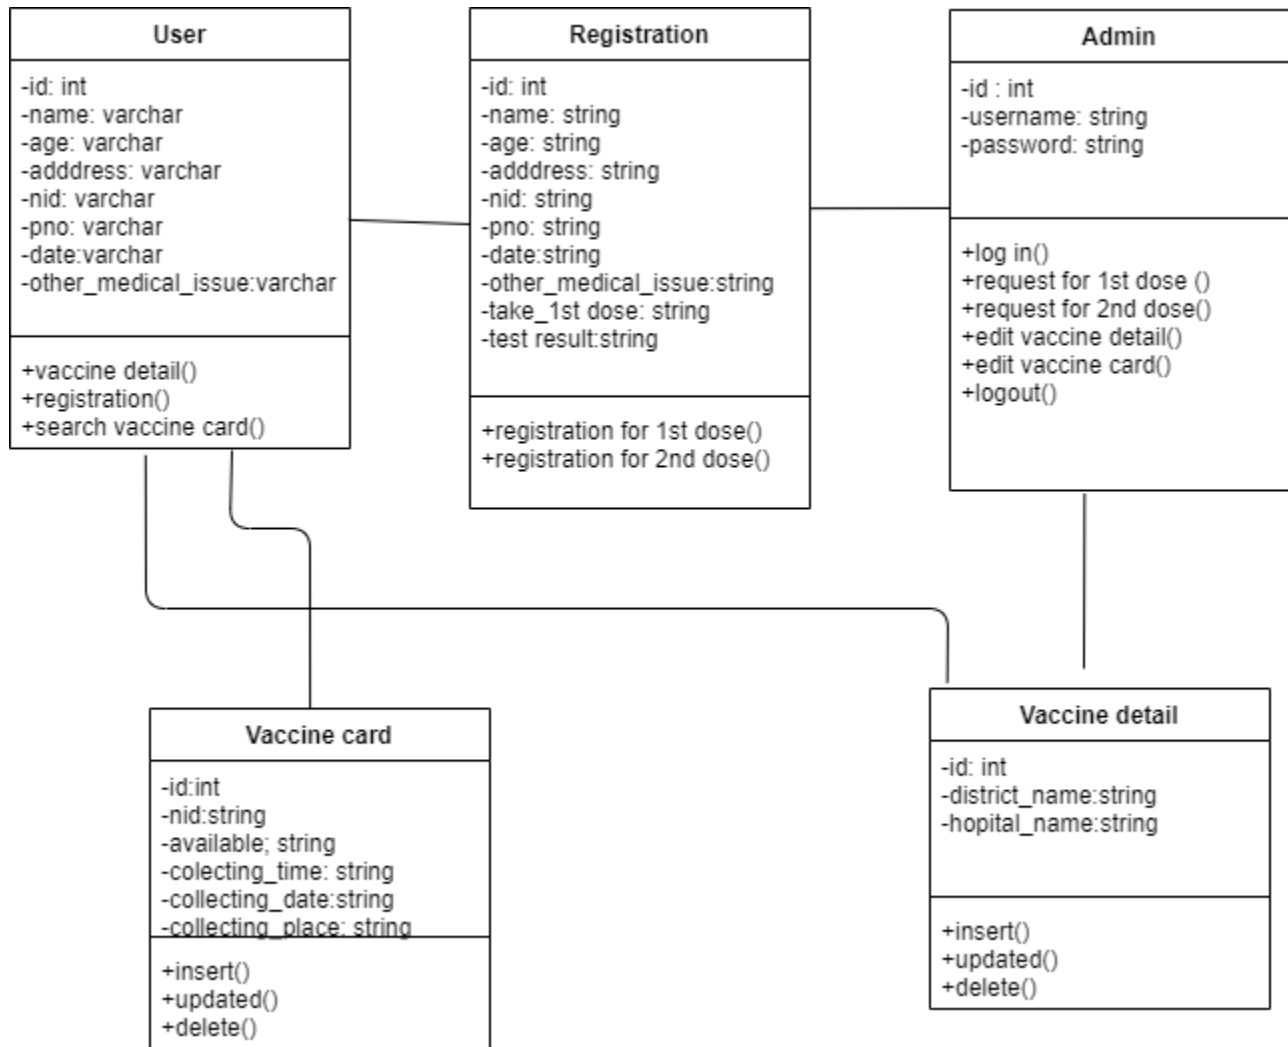 User
-id: int
-name: varchar
-age: varchar
-adddress: varchar
-nid: varchar
-pno: varchar
-date:varchar
-other_medical_issue:varchar
+vaccine detail()
+registration()
+search vaccine card()
Registration
-id: int
-name: string
-age: string
-adddress: string
-nid: string
-pno: string
-date:string
-other_medical_issue:string
-take_1st dose: string
-test result:string
+registration for 1st dose()
+registration for 2nd dose()
Admin
-id : int
-username: string
-password: string
+log in()
+request for 1st dose ()
+request for 2nd dose()
+edit vaccine detail()
+edit vaccine card()
+logout()
Vaccine card
-id:int
-nid:string
-available; string
-colecting_time: string
-collecting_date:string
-collecting_place: string
+insert()
+updated()
+delete()
Vaccine detail
-id: int
-district_name:string
-hopital_name:string
+insert()
+updated()
+delete()